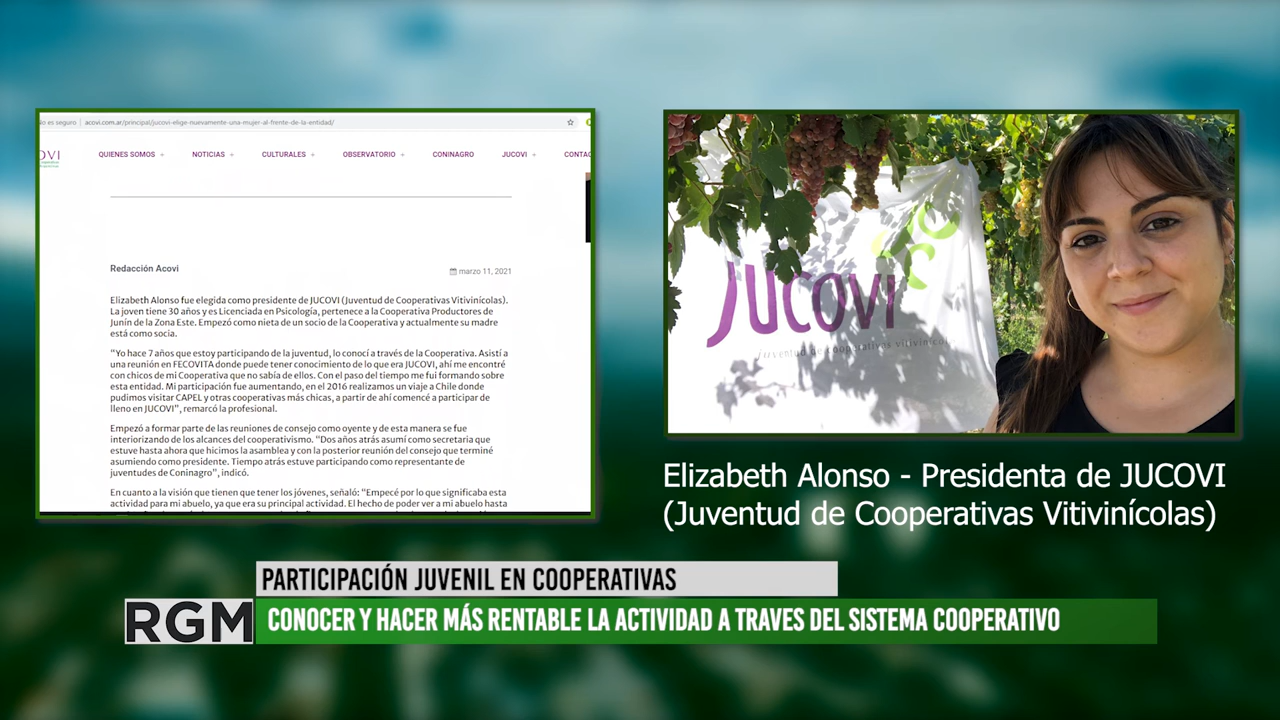 lo es seguro | acovi.com.ar/principal/jucovi-elige-nuevamente-una-mujer-al-frente-de-la-entidad/
OVI
QUIENES SOMOS + NOTICIAS + CULTURALES + OBSERVATORIO + CONINAGRO JUCOVI + CONTAC
Redacción Acovi
marzo 11, 2021
Elizabeth Alonso fue elegida como presidente de JUCOVI (Juventud de Cooperativas Vitivinícolas).
La joven tiene 30 años y es Licenciada en Psicología, pertenece a la Cooperativa Productores de
Junín de la Zona Este. Empezó como nieta de un socio de la Cooperativa y actualmente su madre
está como socia.
"Yo hace 7 años que estoy participando de la juventud, lo conocí a través de la Cooperativa. Asistí a
una reunión en FECOVITA donde puede tener conocimiento de lo que era JUCOVI, ahí me encontré
con chicos de mi Cooperativa que no sabía de ellos. Con el paso del tiempo me fui formando sobre
esta entidad. Mi participación fue aumentando, en el 2016 realizamos un viaje a Chile donde
pudimos visitar CAPEL y otras cooperativas más chicas, a partir de ahí comencé a participar de
lleno en JUCOVI", remarcó la profesional.
Empezó a formar parte de las reuniones de consejo como oyente y de esta manera se fue
interiorizando de los alcances del cooperativismo. "Dos años atrás asumí como secretaria que
estuve hasta ahora que hicimos la asamblea y con la posterior reunión del consejo que terminé
asumiendo como presidente. Tiempo atrás estuve participando como representante de
juventudes de Coninagro", indicó.
En cuanto a la visión que tienen que tener los jóvenes, señaló: "Empecé por lo que significaba esta
actividad para mi abuelo, ya que era su principal actividad. El hecho de poder ver a mi abuelo hasta
JUCOVI
juventud de cooperativas vitivinícol
Elizabeth Alonso - Presidenta de JUCOVI
(Juventud de Cooperativas Vitivinícolas)
PARTICIPACIÓN JUVENIL EN COOPERATIVAS
RGM
CONOCER Y HACER MÁS RENTABLE LA ACTIVIDAD A TRAVES DEL SISTEMA COOPERATIVO